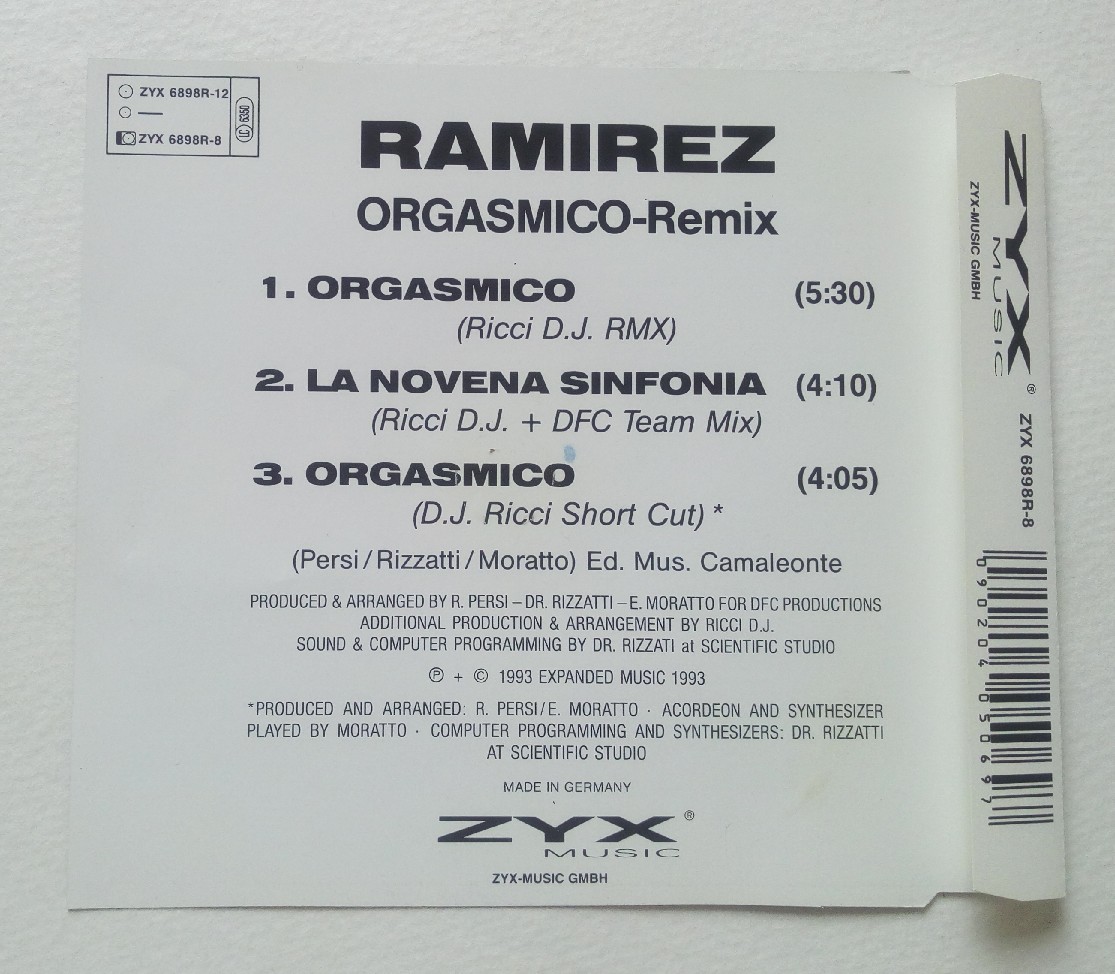 ZYX 6898R-12
ZYX 6898R-8
LC 6350
RAMIREZ
ORGASMICO-Remix
1. ORGASMICO (5:30)
(Ricci D.J. RMX)
2. LA NOVENA SINFONIA (4:10)
(Ricci D.J. + DFC Team Mix)
3. ORGASMICO (4:05)
(D.J. Ricci Short Cut) *
(Persi/Rizzatti/Moratto) Ed. Mus. Camaleonte
PRODUCED & ARRANGED BY R. PERSI – DR. RIZZATTI – E. MORATTO FOR DFC PRODUCTIONS
ADDITIONAL PRODUCTION & ARRANGEMENT BY RICCI D.J.
SOUND & COMPUTER PROGRAMMING BY DR. RIZZATI at SCIENTIFIC STUDIO
℗ + © 1993 EXPANDED MUSIC 1993
*PRODUCED AND ARRANGED: R. PERSI/E. MORATTO · ACORDEON AND SYNTHESIZER
PLAYED BY MORATTO · COMPUTER PROGRAMMING AND SYNTHESIZERS: DR. RIZZATTI
AT SCIENTIFIC STUDIO
MADE IN GERMANY
ZYX®
MUSIC
ZYX-MUSIC GMBH
ZYX®
MUSIC
ZYX-MUSIC GMBH
ZYX 6898R-8
090204050697